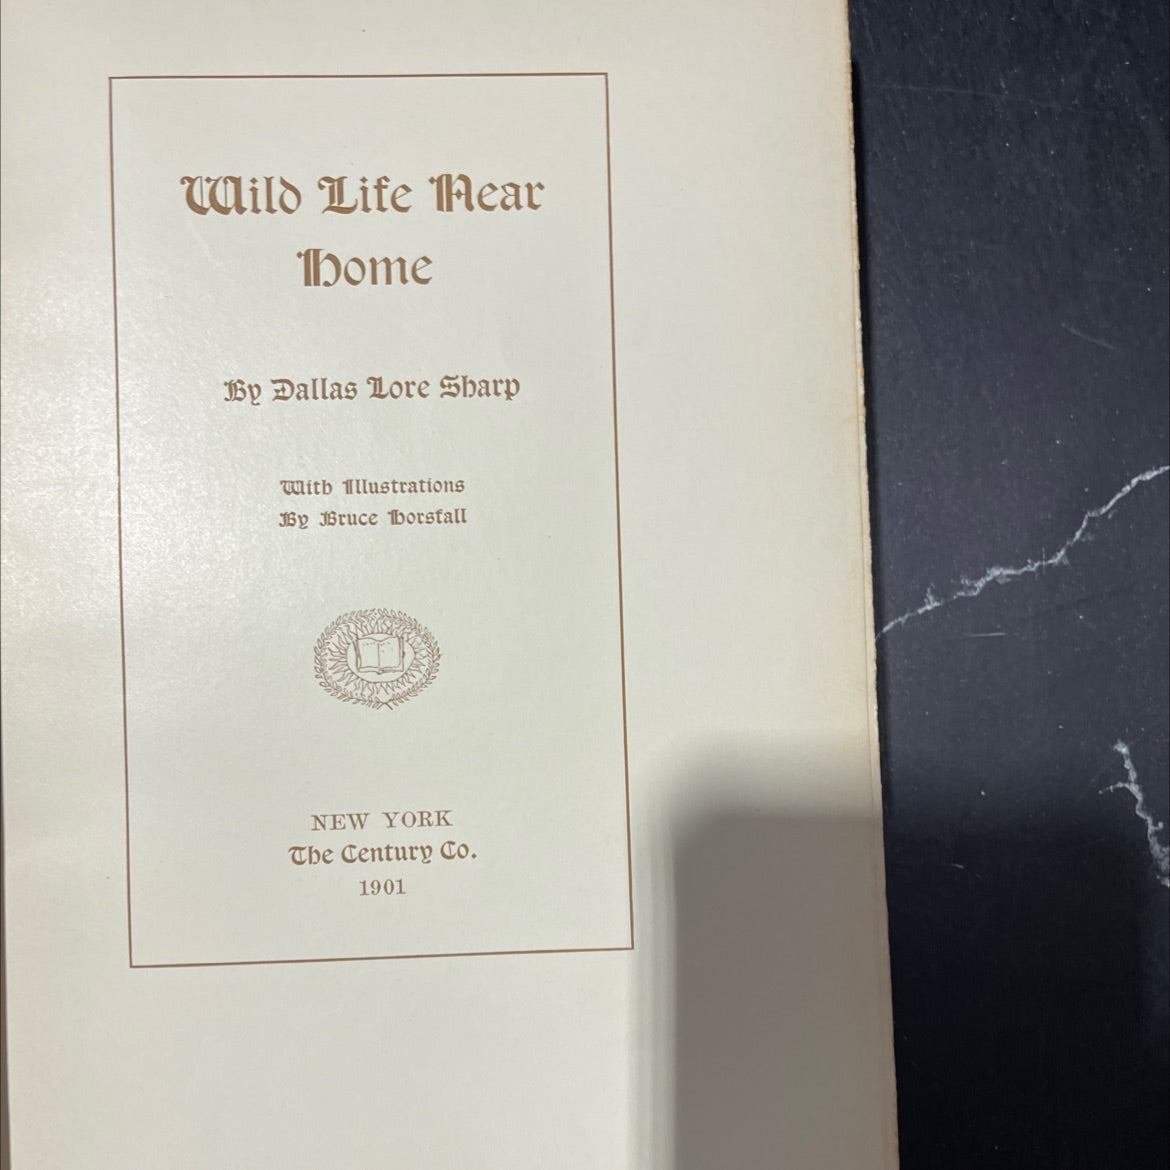 Wild Life Near
Home
By Dallas Lore Sharp
With Illustrations
By Bruce Horsfall
NEW YORK
The Century Co.
1901